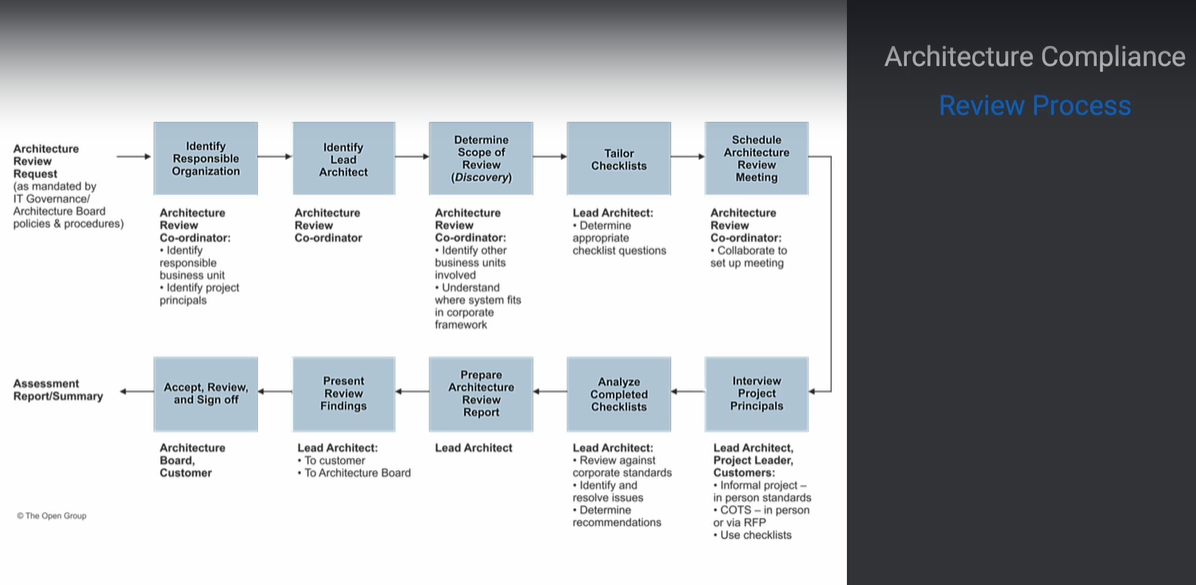 Architecture Compliance
Review Process
Architecture
Review
Request
(as mandated by
IT Governance/
Architecture Board
policies & procedures)
Identify
Responsible
Organization
Identify
Lead
Architect
Determine
Scope of
Review
(Discovery)
Tailor
Checklists
Schedule
Architecture
Review
Meeting
Architecture
Review
Co-ordinator:
• Identify
responsible
business unit
• Identify project
principals
Architecture
Review
Co-ordinator
Architecture
Review
Co-ordinator:
• Identify other
business units
involved
• Understand
where system fits
in corporate
framework
Lead Architect:
• Determine
appropriate
checklist questions
Architecture
Review
Co-ordinator:
• Collaborate to
set up meeting
Assessment
Report/Summary
Accept, Review,
and Sign off
Present
Review
Findings
Prepare
Architecture
Review
Report
Analyze
Completed
Checklists
Interview
Project
Principals
Architecture
Board,
Customer
Lead Architect:
• To customer
• To Architecture Board
Lead Architect
Lead Architect:
• Review against
corporate standards
• Identify and
resolve issues
• Determine
recommendations
Lead Architect,
Project Leader,
Customers:
• Informal project –
in person standards
• COTS – in person
or via RFP
• Use checklists
© The Open Group